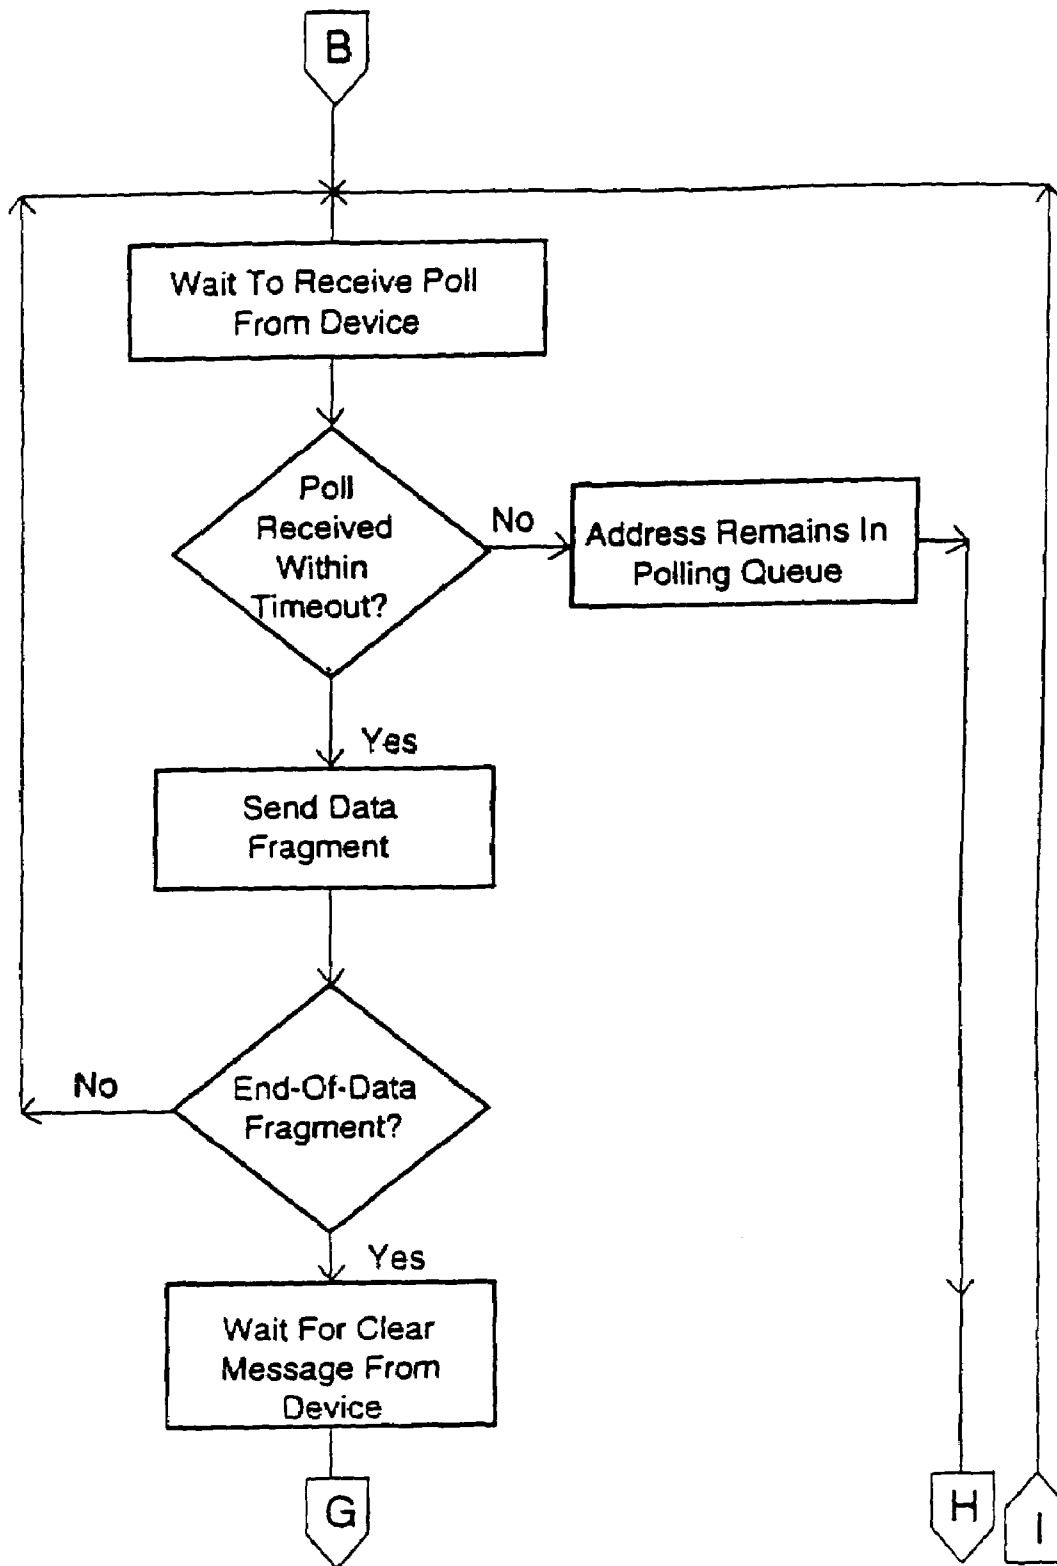 B
Wait To Receive Poll
From Device
Poll
Received
Within
Timeout?
No
Address Remains In
Polling Queue
Yes
Send Data
Fragment
No
End-Of-Data
Fragment?
Yes
Wait For Clear
Message From
Device
G
H
I